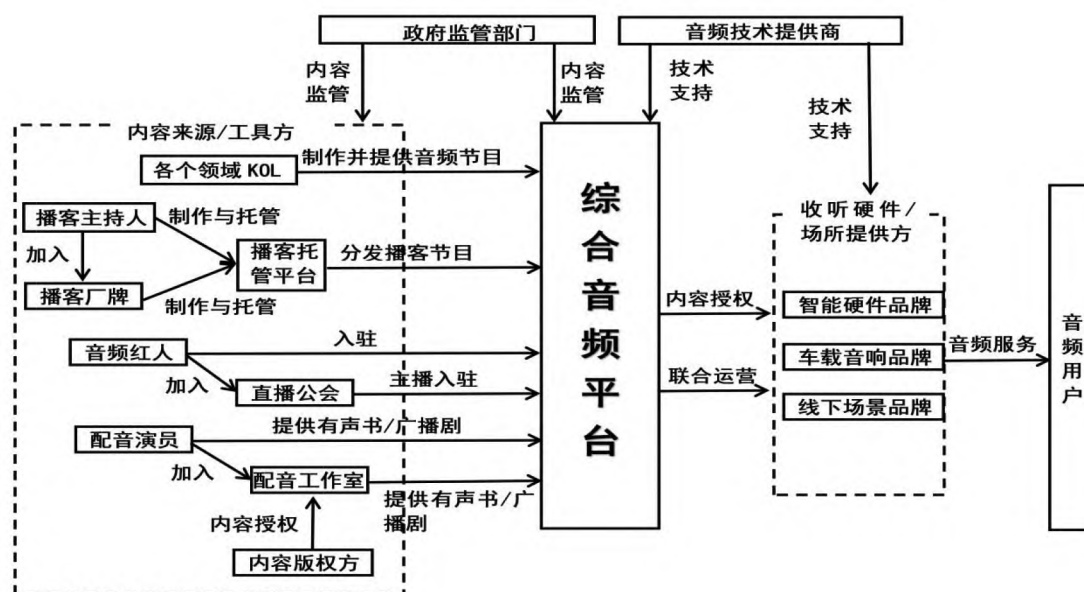 政府监管部门
音频技术提供商
内容
监管
内容
监管
技术
支持
技术
支持
内容来源/工具方
各个领域 KOL
制作并提供音频节目
播客主持人
制作与托管
加入
播客托
管平台
分发播客节目
播客厂牌
制作与托管
音频红人
入驻
加入
直播公会
主播入驻
配音演员
提供有声书/广播剧
加入
配音工作室
提供有声书/广
播剧
内容授权
内容版权方
综
合
音
频
平
台
内容授权
联合运营
收听硬件/
场所提供方
智能硬件品牌
车载音响品牌
线下场景品牌
音频服务
音
频
用
户